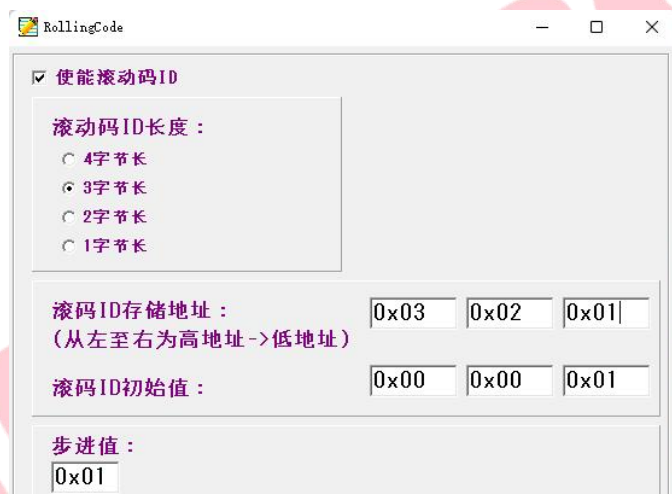 RollingCode
使能滚动码ID
滚动码ID长度：
4字节长
3字节长
2字节长
1字节长
滚码ID存储地址： 0x03 0x02 0x01
(从左至右为高地址->低地址)
滚码ID初始值： 0x00 0x00 0x01
步进值：
0x01